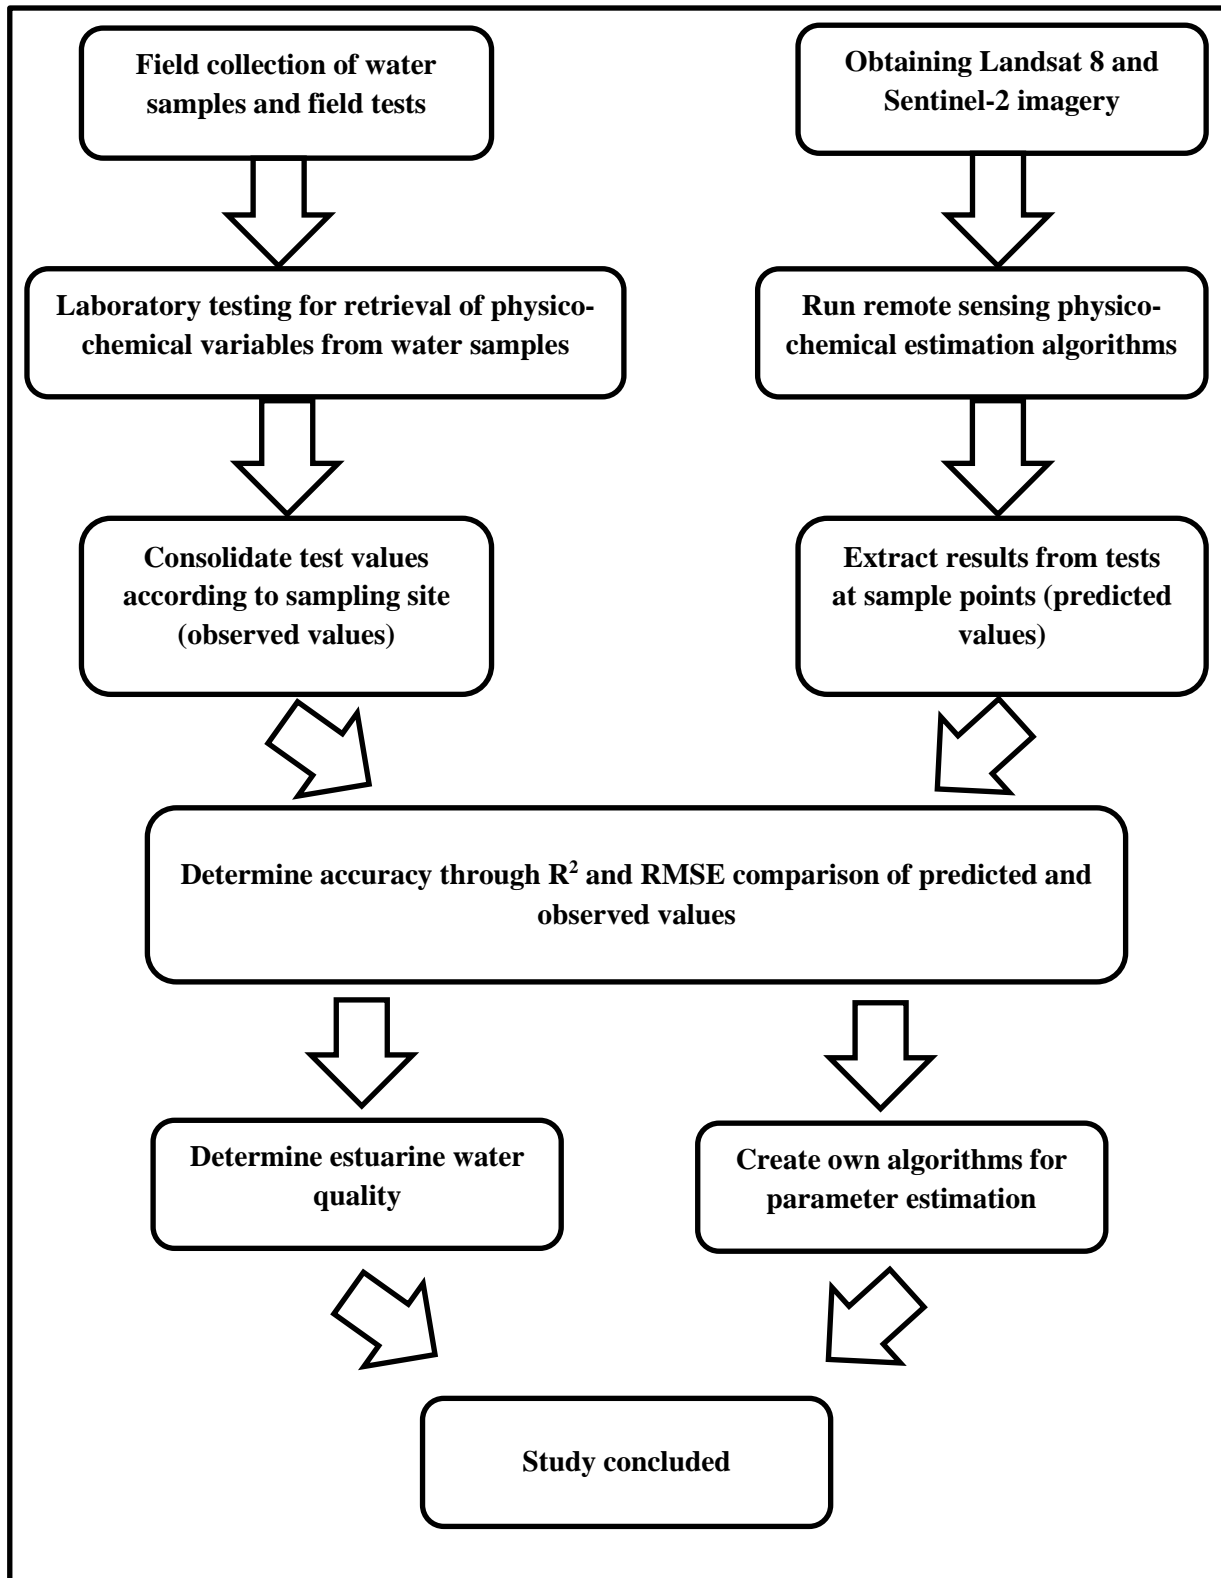 Field collection of water
samples and field tests
Obtaining Landsat 8 and
Sentinel-2 imagery
Laboratory testing for retrieval of physico-
chemical variables from water samples
Run remote sensing physico-
chemical estimation algorithms
Consolidate test values
according to sampling site
(observed values)
Extract results from tests
at sample points (predicted
values)
Determine accuracy through R² and RMSE comparison of predicted and
observed values
Determine estuarine water
quality
Create own algorithms for
parameter estimation
Study concluded